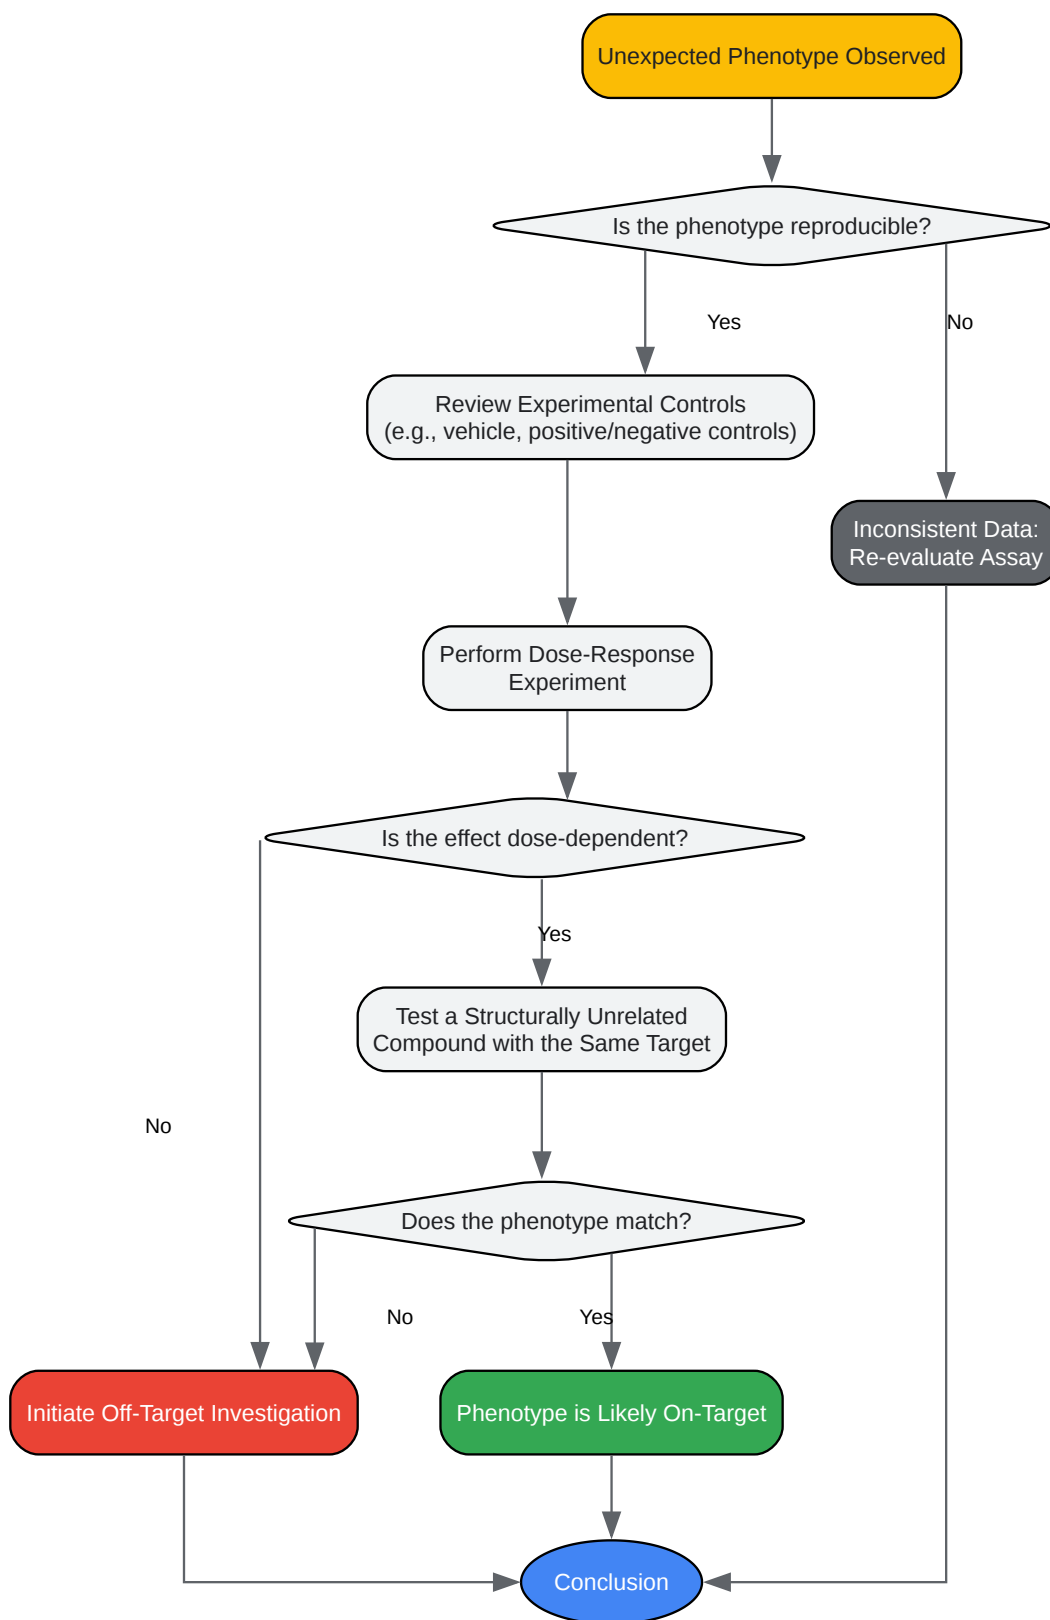 Unexpected Phenotype Observed
Is the phenotype reproducible?
Yes
No
Review Experimental Controls
(e.g., vehicle, positive/negative controls)
Inconsistent Data:
Re-evaluate Assay
Perform Dose-Response
Experiment
Is the effect dose-dependent?
Yes
Test a Structurally Unrelated
Compound with the Same Target
No
Does the phenotype match?
No
Yes
Initiate Off-Target Investigation
Phenotype is Likely On-Target
Conclusion